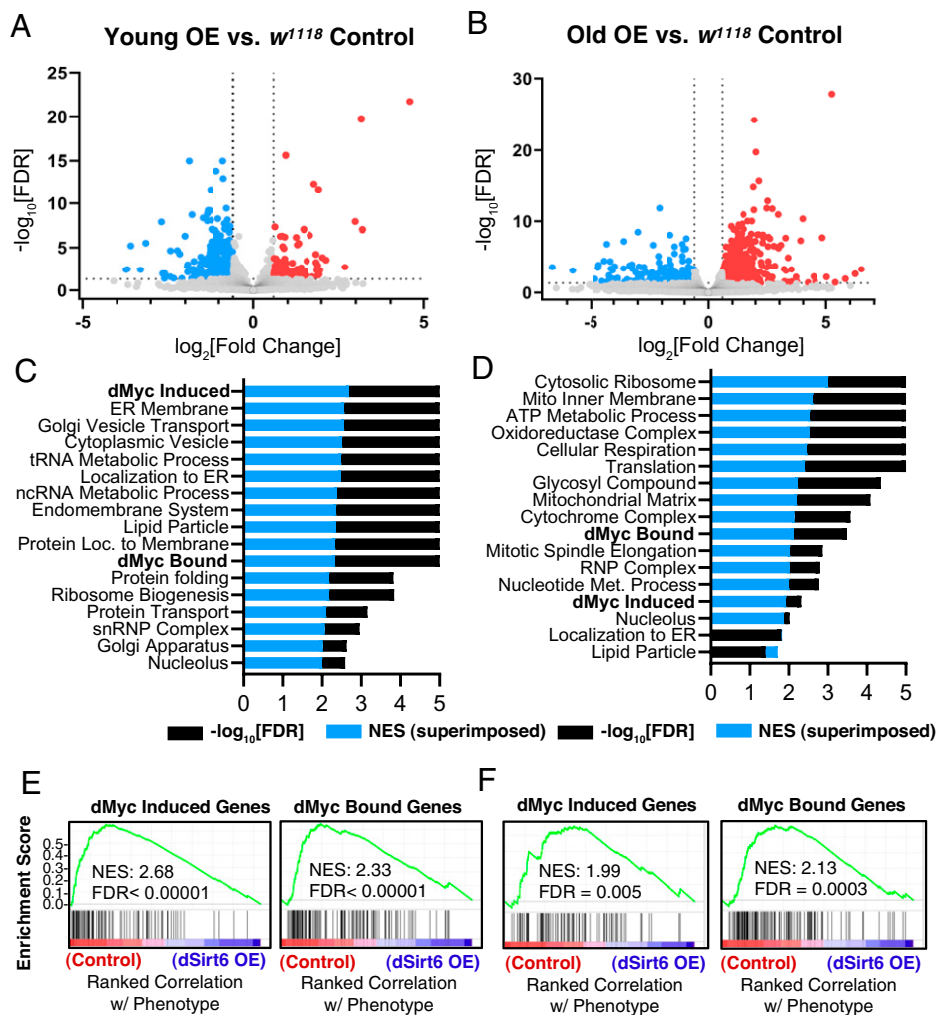 A
Young OE vs. w1118 Control
25
20
15
10
5
0
-log10[FDR]
-5
0
5
log2[Fold Change]
B
Old OE vs. w1118 Control
30
20
10
0
-log10[FDR]
-5
0
5
log2[Fold Change]
C
dMyc Induced
ER Membrane
Golgi Vesicle Transport
Cytoplasmic Vesicle
tRNA Metabolic Process
Localization to ER
ncRNA Metabolic Process
Endomembrane System
Lipid Particle
Protein Loc. to Membrane
dMyc Bound
Protein folding
Ribosome Biogenesis
Protein Transport
snRNP Complex
Golgi Apparatus
Nucleolus
0 1 2 3 4 5
-log10[FDR] NES (superimposed)
D
Cytosolic Ribosome
Mito Inner Membrane
ATP Metabolic Process
Oxidoreductase Complex
Cellular Respiration
Translation
Glycosyl Compound
Mitochondrial Matrix
Cytochrome Complex
dMyc Bound
Mitotic Spindle Elongation
RNP Complex
Nucleotide Met. Process
dMyc Induced
Nucleolus
Localization to ER
Lipid Particle
0 1 2 3 4 5
-log10[FDR] NES (superimposed)
E
dMyc Induced Genes
Enrichment Score
0.5
0.4
0.3
0.2
0.1
0.0
NES: 2.68
FDR< 0.00001
(Control) (dSirt6 OE)
Ranked Correlation
w/ Phenotype
dMyc Bound Genes
NES: 2.33
FDR< 0.00001
(Control) (dSirt6 OE)
Ranked Correlation
w/ Phenotype
F
dMyc Induced Genes
NES: 1.99
FDR = 0.005
(Control) (dSirt6 OE)
Ranked Correlation
w/ Phenotype
dMyc Bound Genes
NES: 2.13
FDR = 0.0003
(Control) (dSirt6 OE)
Ranked Correlation
w/ Phenotype